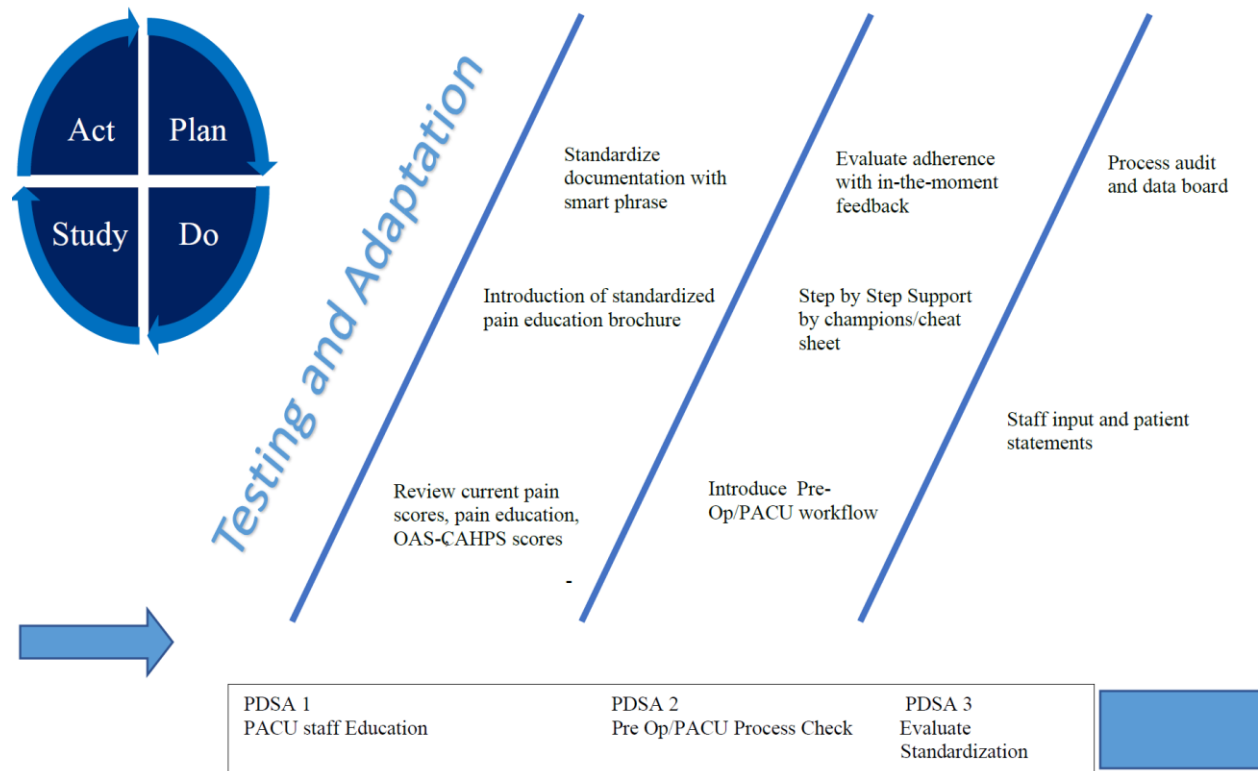 Act
Plan
Study
Do
Testing and Adaptation
Standardize
documentation with
smart phrase
Introduction of standardized
pain education brochure
Review current pain
scores, pain education,
OAS-CAHPS scores
-
Evaluate adherence
with in-the-moment
feedback
Step by Step Support
by champions/cheat
sheet
Introduce Pre-
Op/PACU workflow
Process audit
and data board
Staff input and patient
statements
PDSA 1
PACU staff Education
PDSA 2
Pre Op/PACU Process Check
PDSA 3
Evaluate
Standardization